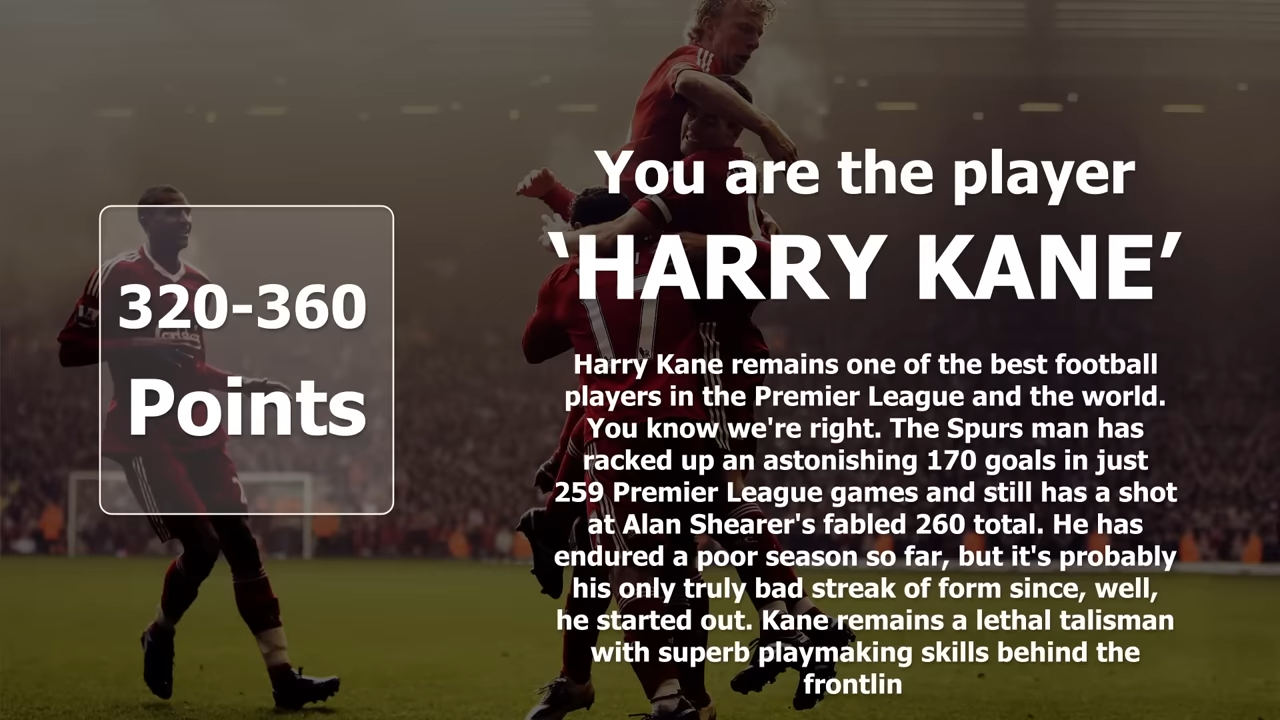 320-360
Points
You are the player
‘HARRY KANE’
Harry Kane remains one of the best football
players in the Premier League and the world.
You know we're right. The Spurs man has
racked up an astonishing 170 goals in just
259 Premier League games and still has a shot
at Alan Shearer's fabled 260 total. He has
endured a poor season so far, but it's probably
his only truly bad streak of form since, well,
he started out. Kane remains a lethal talisman
with superb playmaking skills behind the
frontlin
17